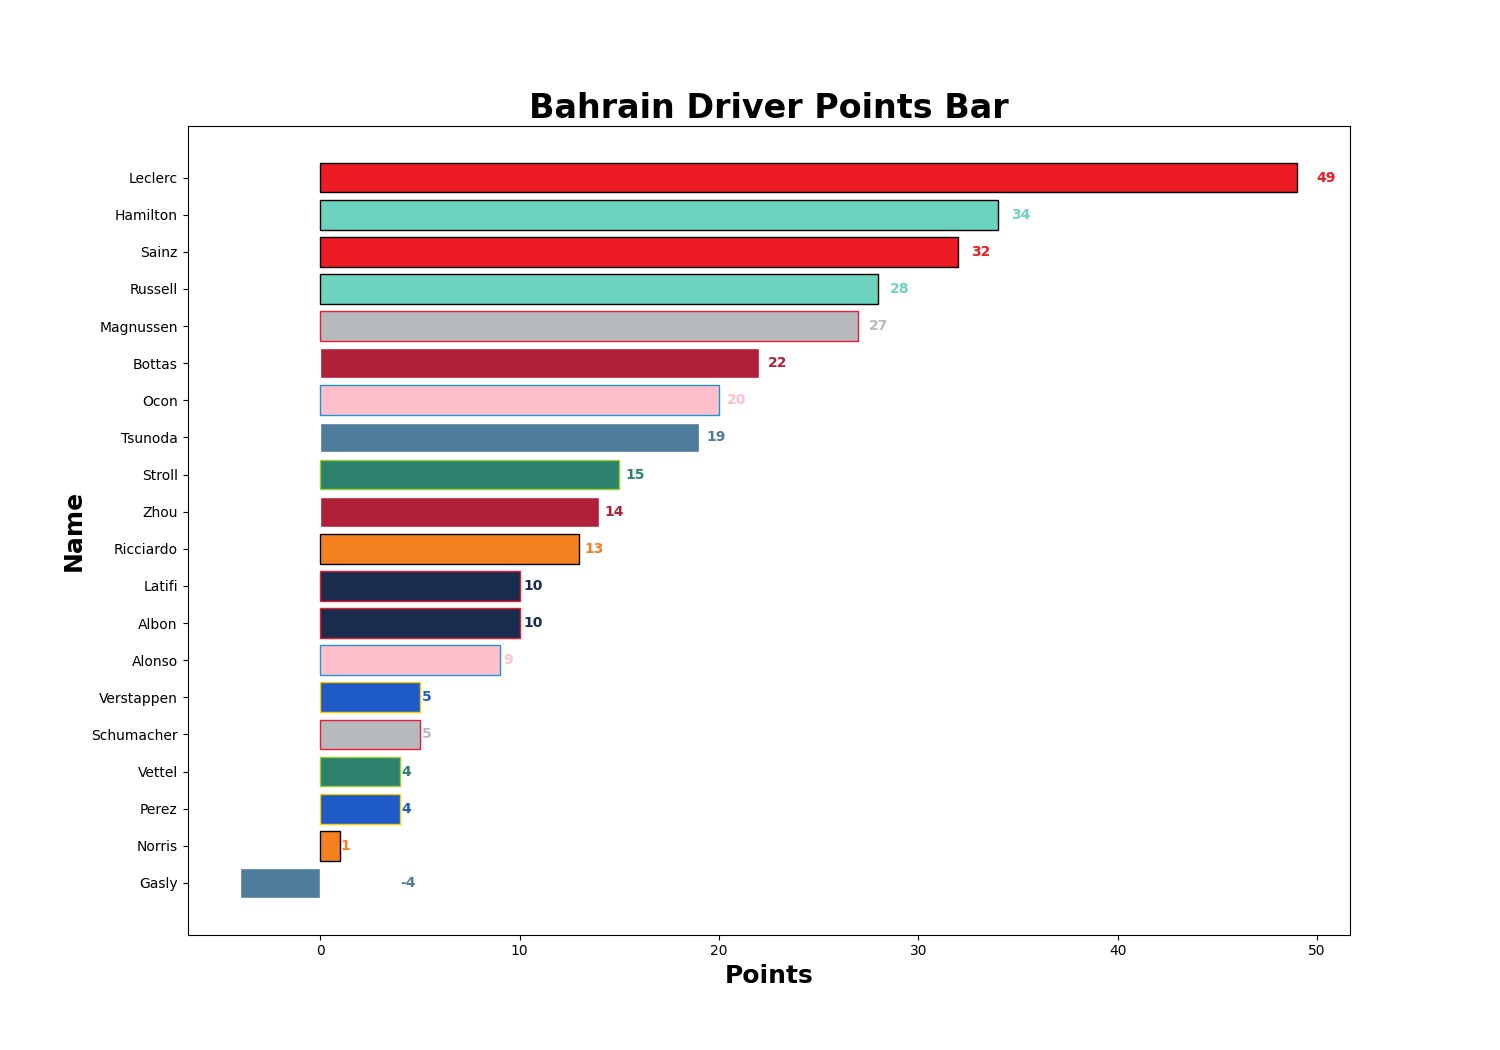 Bahrain Driver Points Bar
Leclerc 49
Hamilton 34
Sainz 32
Russell 28
Magnussen 27
Bottas 22
Ocon 20
Tsunoda 19
Stroll 15
Zhou 14
Ricciardo 13
Latifi 10
Albon 10
Alonso 9
Verstappen 5
Schumacher 5
Vettel 4
Perez 4
Norris 1
Gasly -4
Name
0 10 20 30 40 50
Points